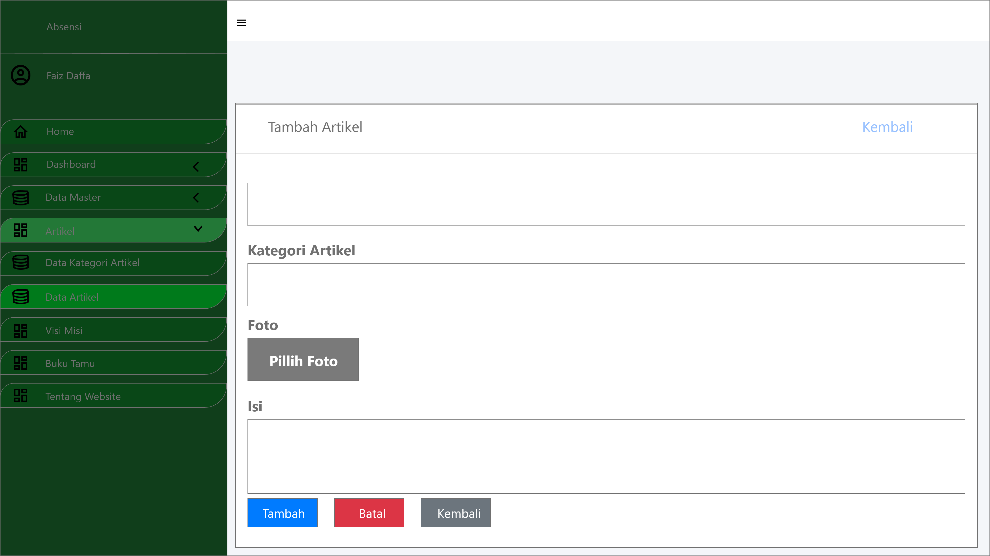 Absensi
Faiz Daffa
Home
Dashboard
Data Master
Artikel
Data Kategori Artikel
Data Artikel
Visi Misi
Buku Tamu
Tentang Website
Tambah Artikel
Kembali
Kategori Artikel
Foto
Pillih Foto
Isi
Tambah
Batal
Kembali